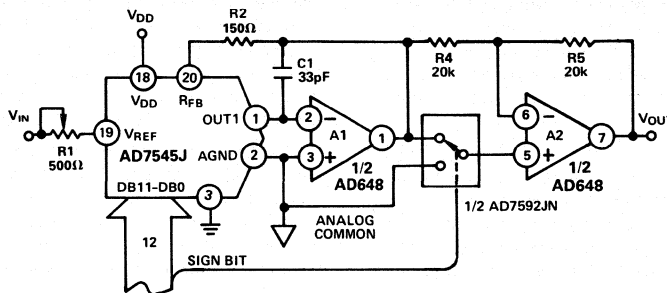 R2
150Ω
R4
20k
R5
20k
VDD
C1
33pF
18
VDD
20
RFB
VIN
R1
500Ω
19
VREF
AD7545J
OUT1
1
AGND
2
DB11–DB0
3
2
–
A1
3
+
1
1/2
AD648
6
–
A2
5
+
7
VOUT
1/2
AD648
1/2 AD7592JN
ANALOG
COMMON
12
SIGN BIT